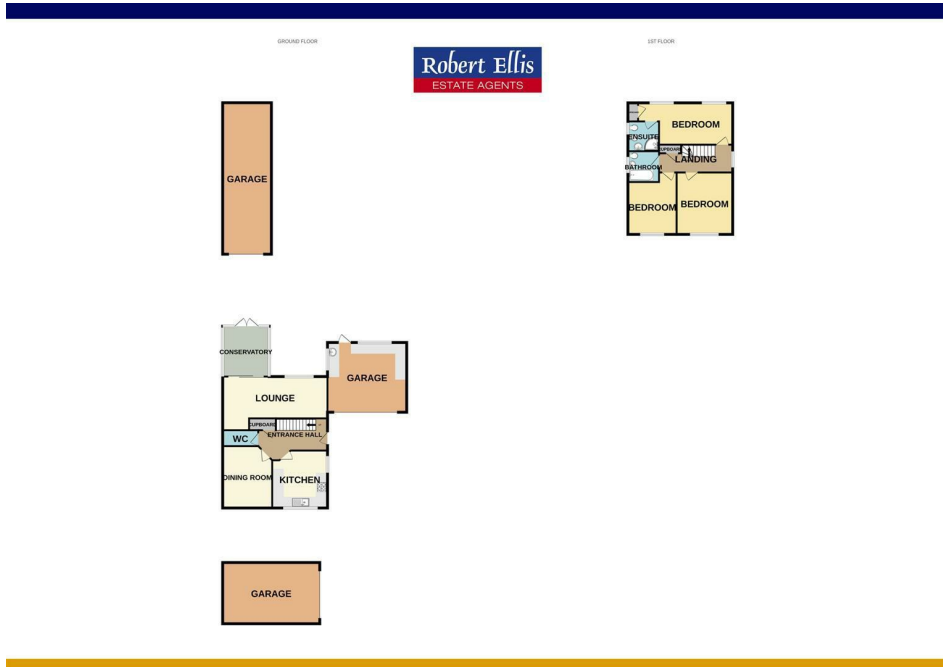 GROUND FLOOR
1ST FLOOR
Robert Ellis
ESTATE AGENTS
GARAGE
BEDROOM
ENSUITE
CUPBOARD
LANDING
BATHROOM
BEDROOM
BEDROOM
CONSERVATORY
GARAGE
LOUNGE
CUPBOARD
WC
ENTRANCE HALL
DINING ROOM
KITCHEN
GARAGE